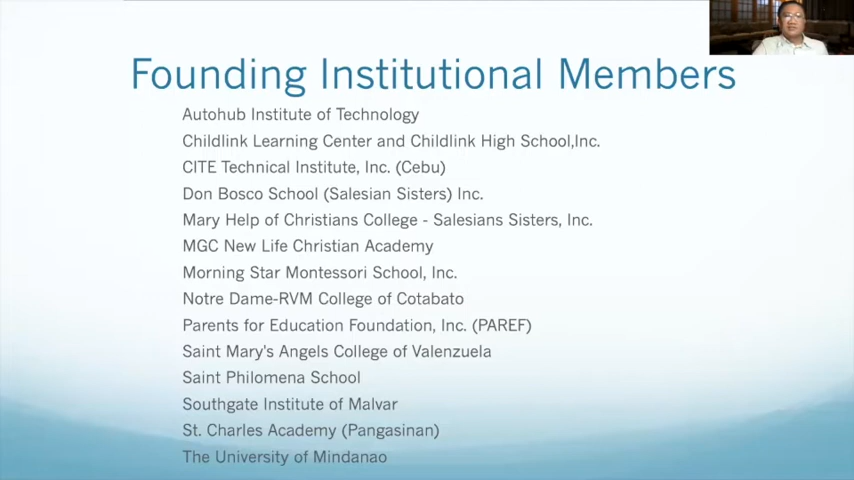 Founding Institutional Members
Autohub Institute of Technology
Childlink Learning Center and Childlink High School,Inc.
CITE Technical Institute, Inc. (Cebu)
Don Bosco School (Salesian Sisters) Inc.
Mary Help of Christians College - Salesians Sisters, Inc.
MGC New Life Christian Academy
Morning Star Montessori School, Inc.
Notre Dame-RVM College of Cotabato
Parents for Education Foundation, Inc. (PAREF)
Saint Mary's Angels College of Valenzuela
Saint Philomena School
Southgate Institute of Malvar
St. Charles Academy (Pangasinan)
The University of Mindanao